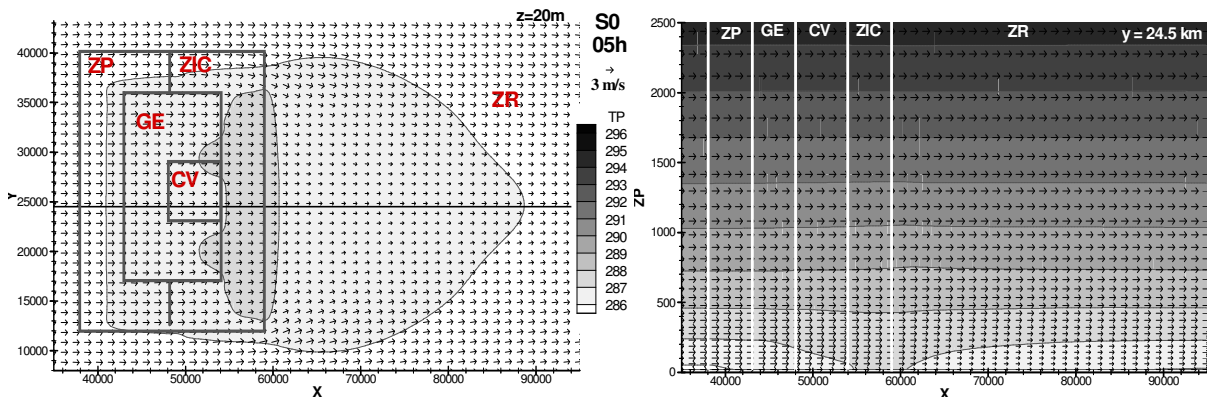 z=20m
S0
05h
3 m/s
TP
296
295
294
293
292
291
290
289
288
287
286
ZP
ZIC
GE
CV
ZR
40000
35000
30000
25000
20000
15000
10000
Y
40000 50000 60000 70000 80000 90000
X
2500
2000
1500
1000
500
0
ZP
ZP GE CV ZIC ZR y = 24.5 km
40000 50000 60000 70000 80000 90000
X